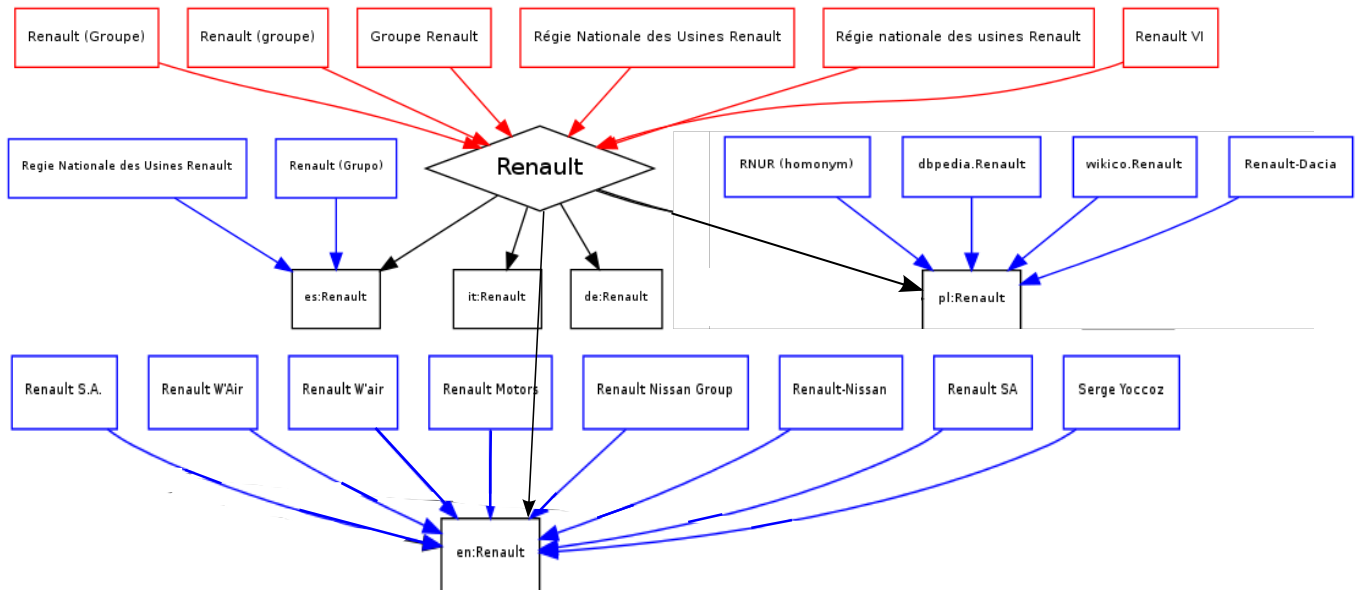 Renault (Groupe)
Renault (groupe)
Groupe Renault
Régie Nationale des Usines Renault
Régie nationale des usines Renault
Renault VI
Regie Nationale des Usines Renault
Renault (Grupo)
Renault
RNUR (homonym)
dbpedia.Renault
wikico.Renault
Renault-Dacia
es:Renault
it:Renault
de:Renault
pl:Renault
Renault S.A.
Renault W'Air
Renault W'air
Renault Motors
Renault Nissan Group
Renault-Nissan
Renault SA
Serge Yoccoz
en:Renault